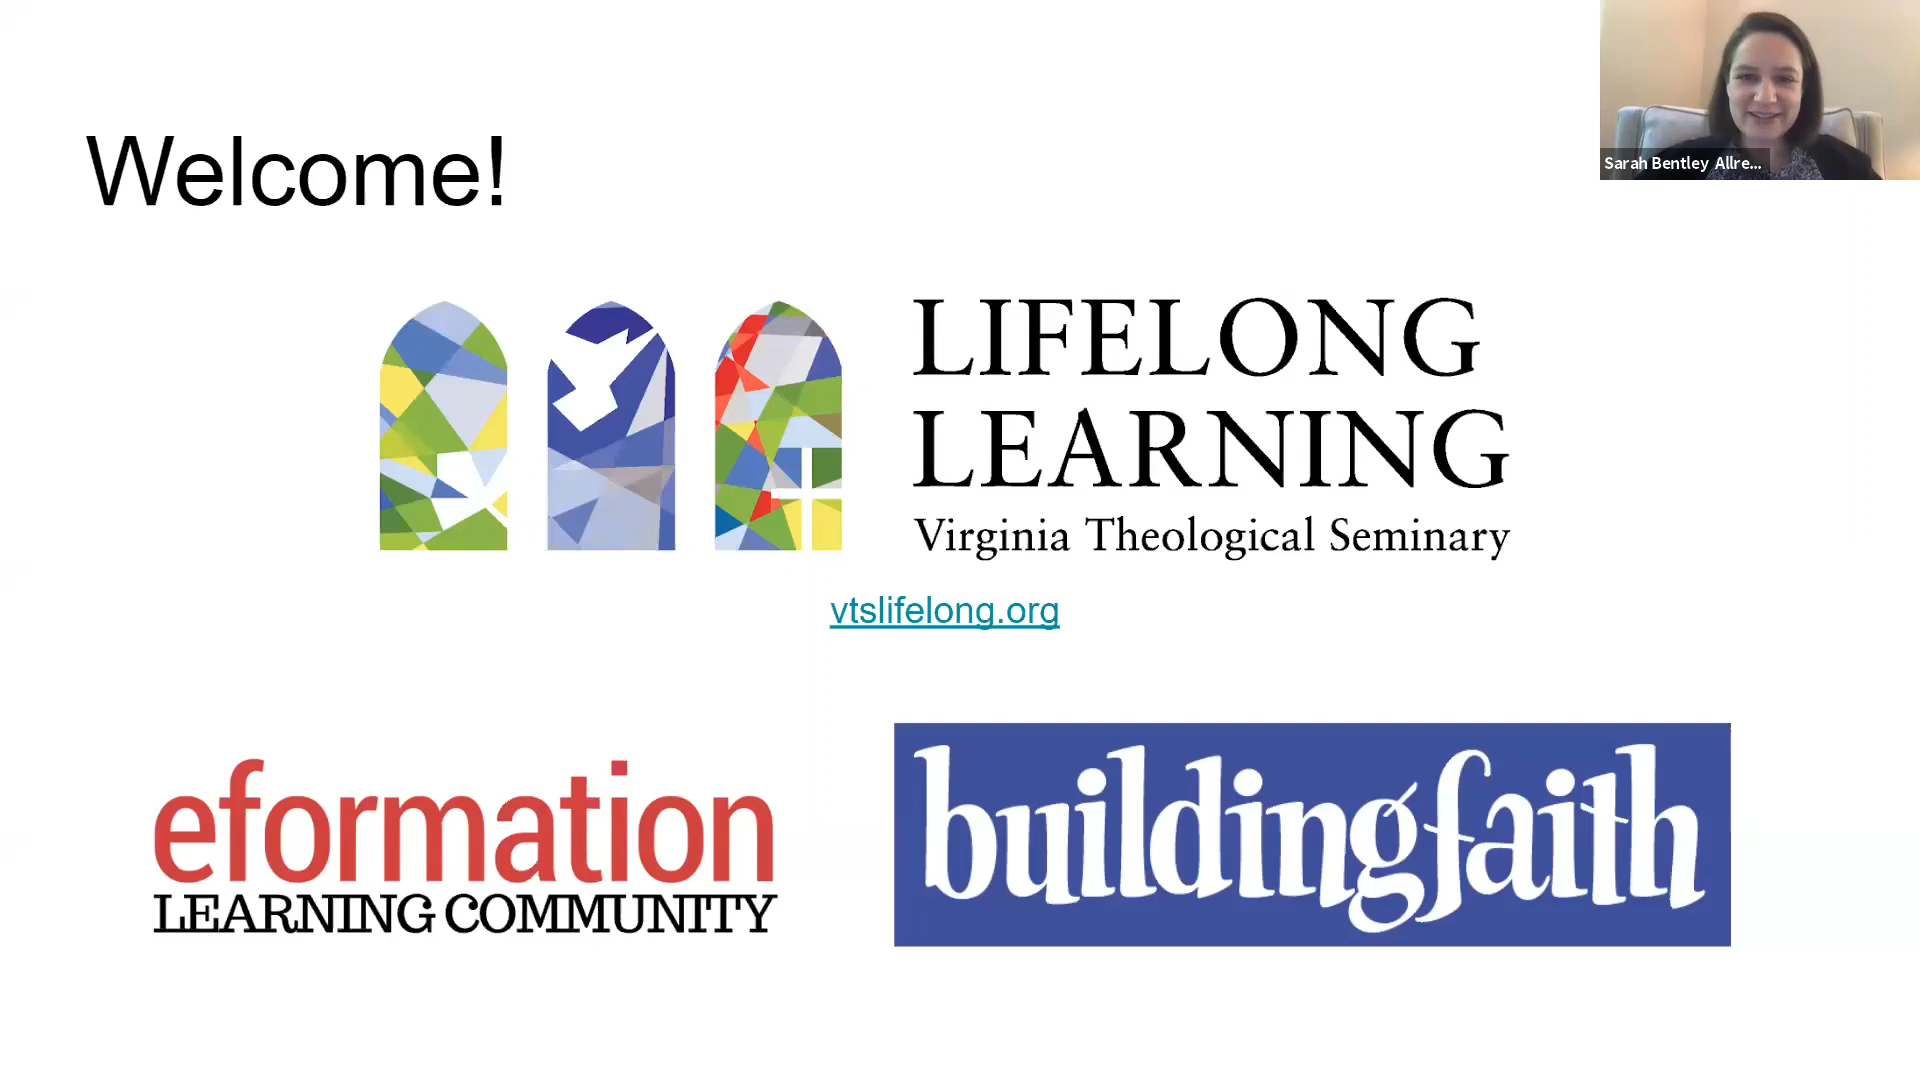 Welcome!
Sarah Bentley Allre...
LIFELONG
LEARNING
Virginia Theological Seminary
vtslifelong.org
eformation
LEARNING COMMUNITY
buildingfaith